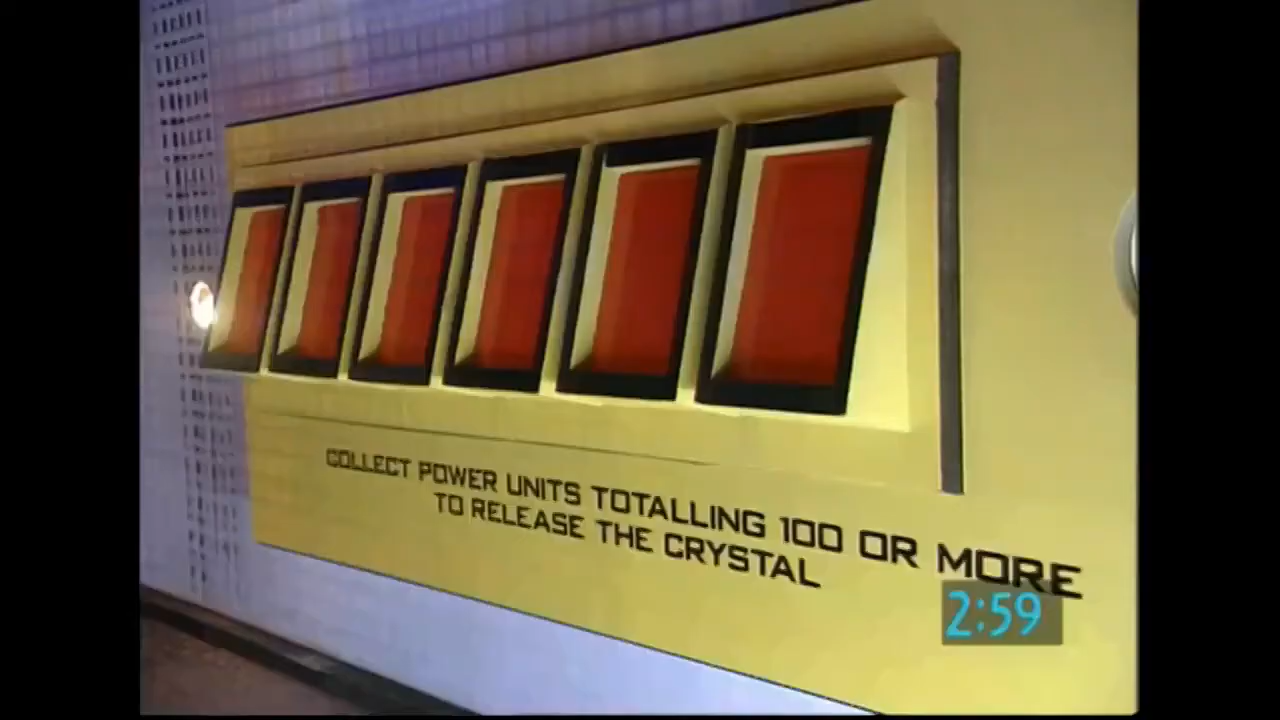 COLLECT POWER UNITS TOTALLING 100 OR MORE
TO RELEASE THE CRYSTAL
2:59